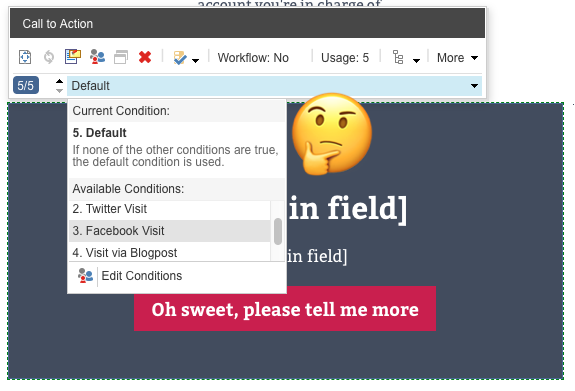 account you're in charge of
Call to Action
Workflow: No
Usage: 5
More
5/5
Default
Current Condition:
5. Default
If none of the other conditions are true,
the default condition is used.
Available Conditions:
2. Twitter Visit
3. Facebook Visit
4. Visit via Blogpost
Edit Conditions
in field]
in field]
Oh sweet, please tell me more